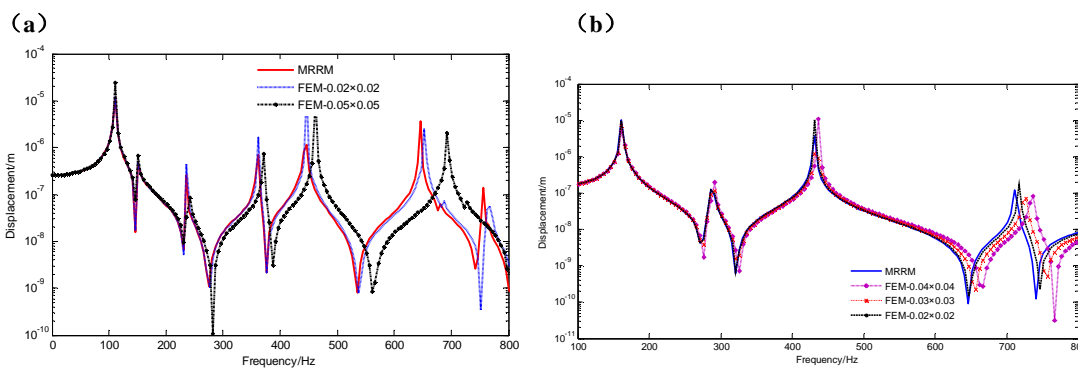 (a)
10^-4
10^-5
10^-6
10^-7
10^-8
10^-9
10^-10
Displacement/m
0 100 200 300 400 500 600 700 800
Frequency/Hz
MRRM
FEM-0.02×0.02
FEM-0.05×0.05
(b)
10^-4
10^-5
10^-6
10^-7
10^-8
10^-9
10^-10
10^-11
Displacement/m
100 200 300 400 500 600 700 800
Frequency/Hz
MRRM
FEM-0.04×0.04
FEM-0.03×0.03
FEM-0.02×0.02